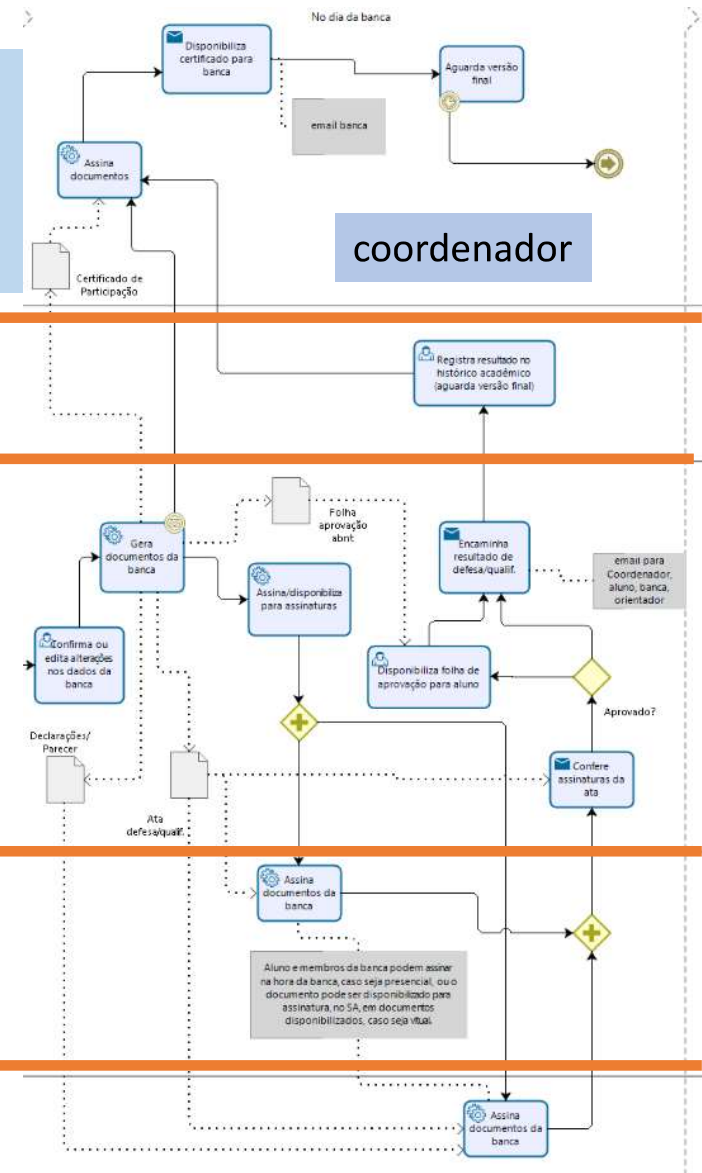 No dia da banca
Disponibiliza
certificado para
banca
Aguarda versão
final
email banca
Assina
documentos
coordenador
Certificado de
Participação
Registra resultado no
histórico acadêmico
(aguarda versão final)
Folha
aprovação
abnt
Gera
documentos da
banca
Encaminha
resultado de
defesa/qualif.
email para
Coordenador,
aluno, banca,
orientador
Assina/disponibiliza
para assinaturas
Confirma ou
edita alterações
nos dados da
banca
Disponibiliza folha de
aprovação para aluno
Aprovado?
Declarações/
Parecer
Confere
assinaturas da
ata
Ata
defesa/qualif.
Assina
documentos da
banca
Aluno e membros da banca podem assinar
na hora da banca, caso seja presencial, ou o
documento pode ser disponibilizado para
assinatura, no SA, em documentos
disponibilizados, caso seja vitual.
Assina
documentos da
banca